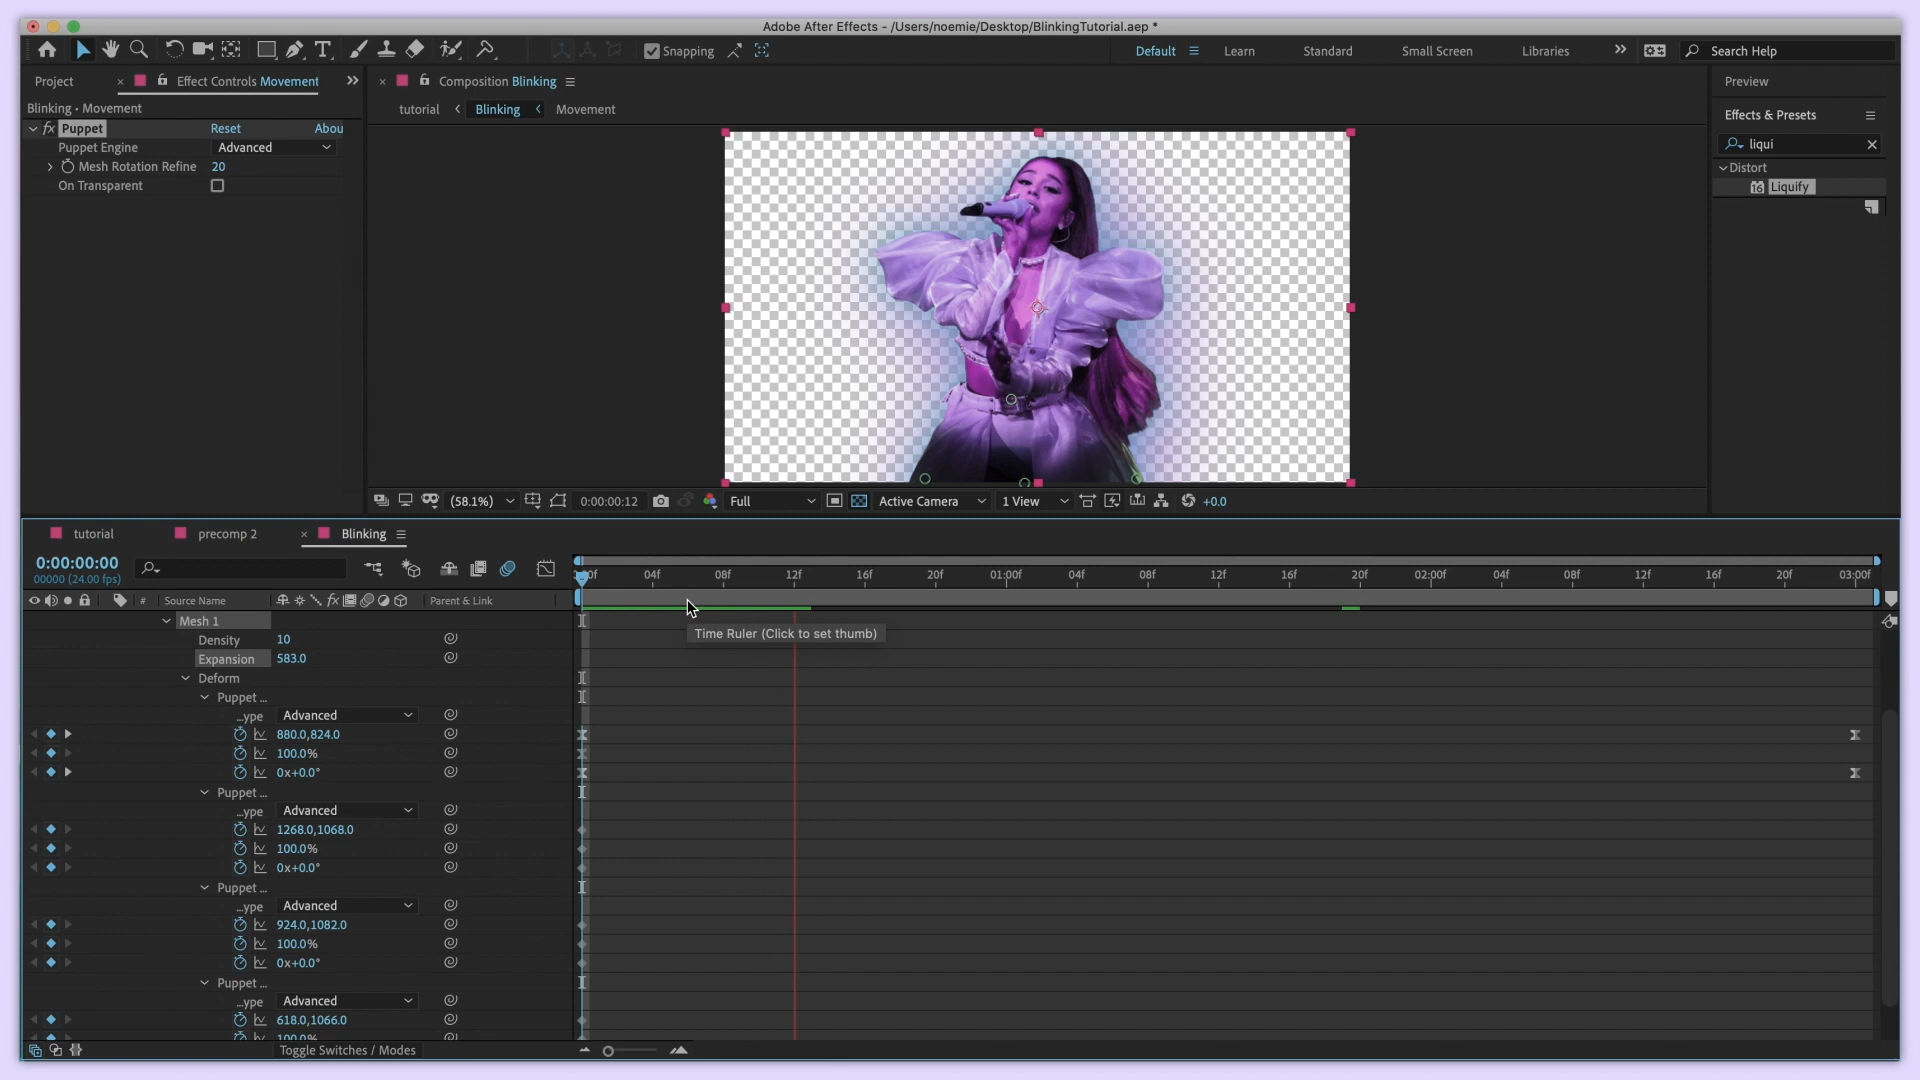 Adobe After Effects - /Users/noemie/Desktop/BlinkingTutorial.aep *
Snapping
Default
Learn
Standard
Small Screen
Libraries
Search Help
Project
Effect Controls Movement
Composition Blinking
Preview
Blinking • Movement
tutorial
Blinking
Movement
Effects & Presets
fx Puppet
Reset
Abou
Puppet Engine
Advanced
liqui
Mesh Rotation Refine
20
Distort
On Transparent
16 Liquify
(58.1%)
0:00:00:12
Full
Active Camera
1 View
+0.0
tutorial
precomp 2
Blinking
0:00:00:00
00000 (24.00 fps)
04f
08f
12f
16f
20f
01:00f
04f
08f
12f
16f
20f
02:00f
04f
08f
12f
16f
20f
03:00f
#
Source Name
fx
Parent & Link
Mesh 1
Density
10
Time Ruler (Click to set thumb)
Expansion
583.0
Deform
Puppet ...
...ype
Advanced
880.0,824.0
100.0%
0x+0.0°
Puppet ...
...ype
Advanced
1268.0,1068.0
100.0%
0x+0.0°
Puppet ...
...ype
Advanced
924.0,1082.0
100.0%
0x+0.0°
Puppet ...
...ype
Advanced
618.0,1066.0
100.0%
Toggle Switches / Modes